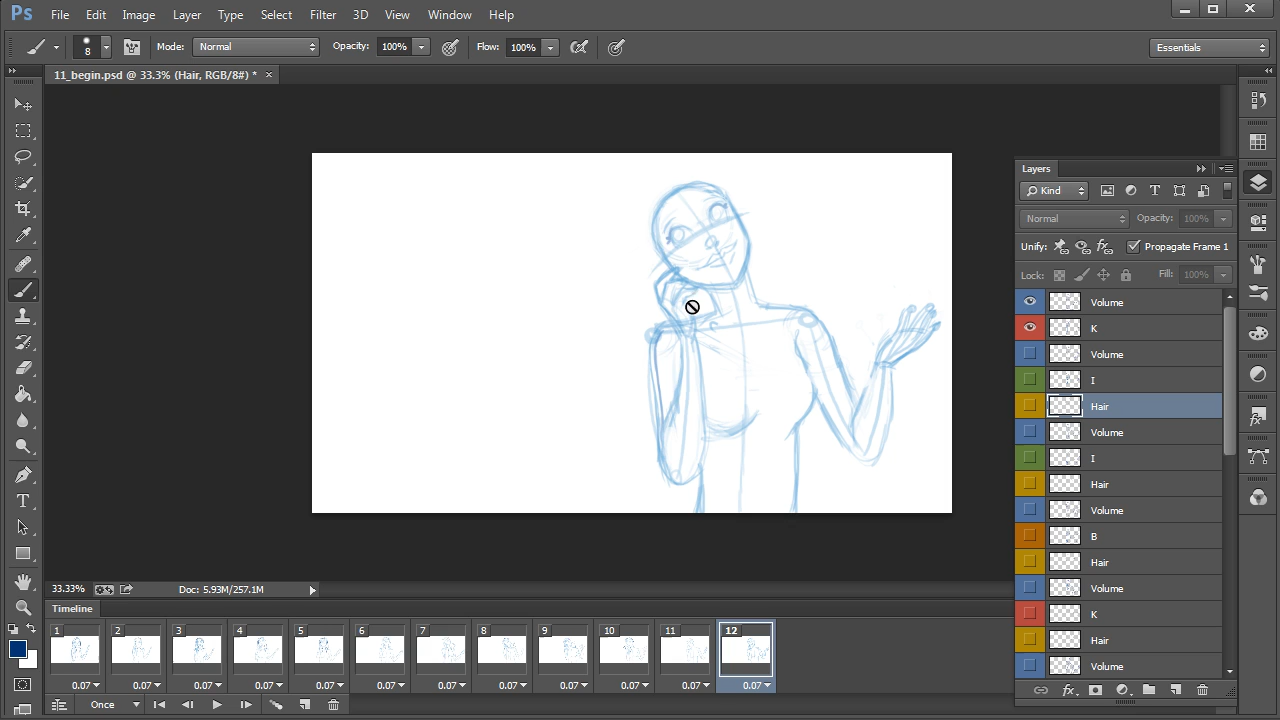 Ps File Edit Image Layer Type Select Filter 3D View Window Help
8 Mode: Normal Opacity: 100% Flow: 100% Essentials
11_begin.psd @ 33.3% (Hair, RGB/8#) * ×
Layers
Kind T
Normal Opacity: 100%
Unify: Propagate Frame 1
Lock: Fill: 100%
Volume
K
Volume
I
Hair
Volume
I
Hair
Volume
B
Hair
Volume
K
Hair
Volume
fx
33.33% Doc: 5.93M/257.1M
Timeline
1 2 3 4 5 6 7 8 9 10 11 12
0.07 0.07 0.07 0.07 0.07 0.07 0.07 0.07 0.07 0.07 0.07 0.07
Once